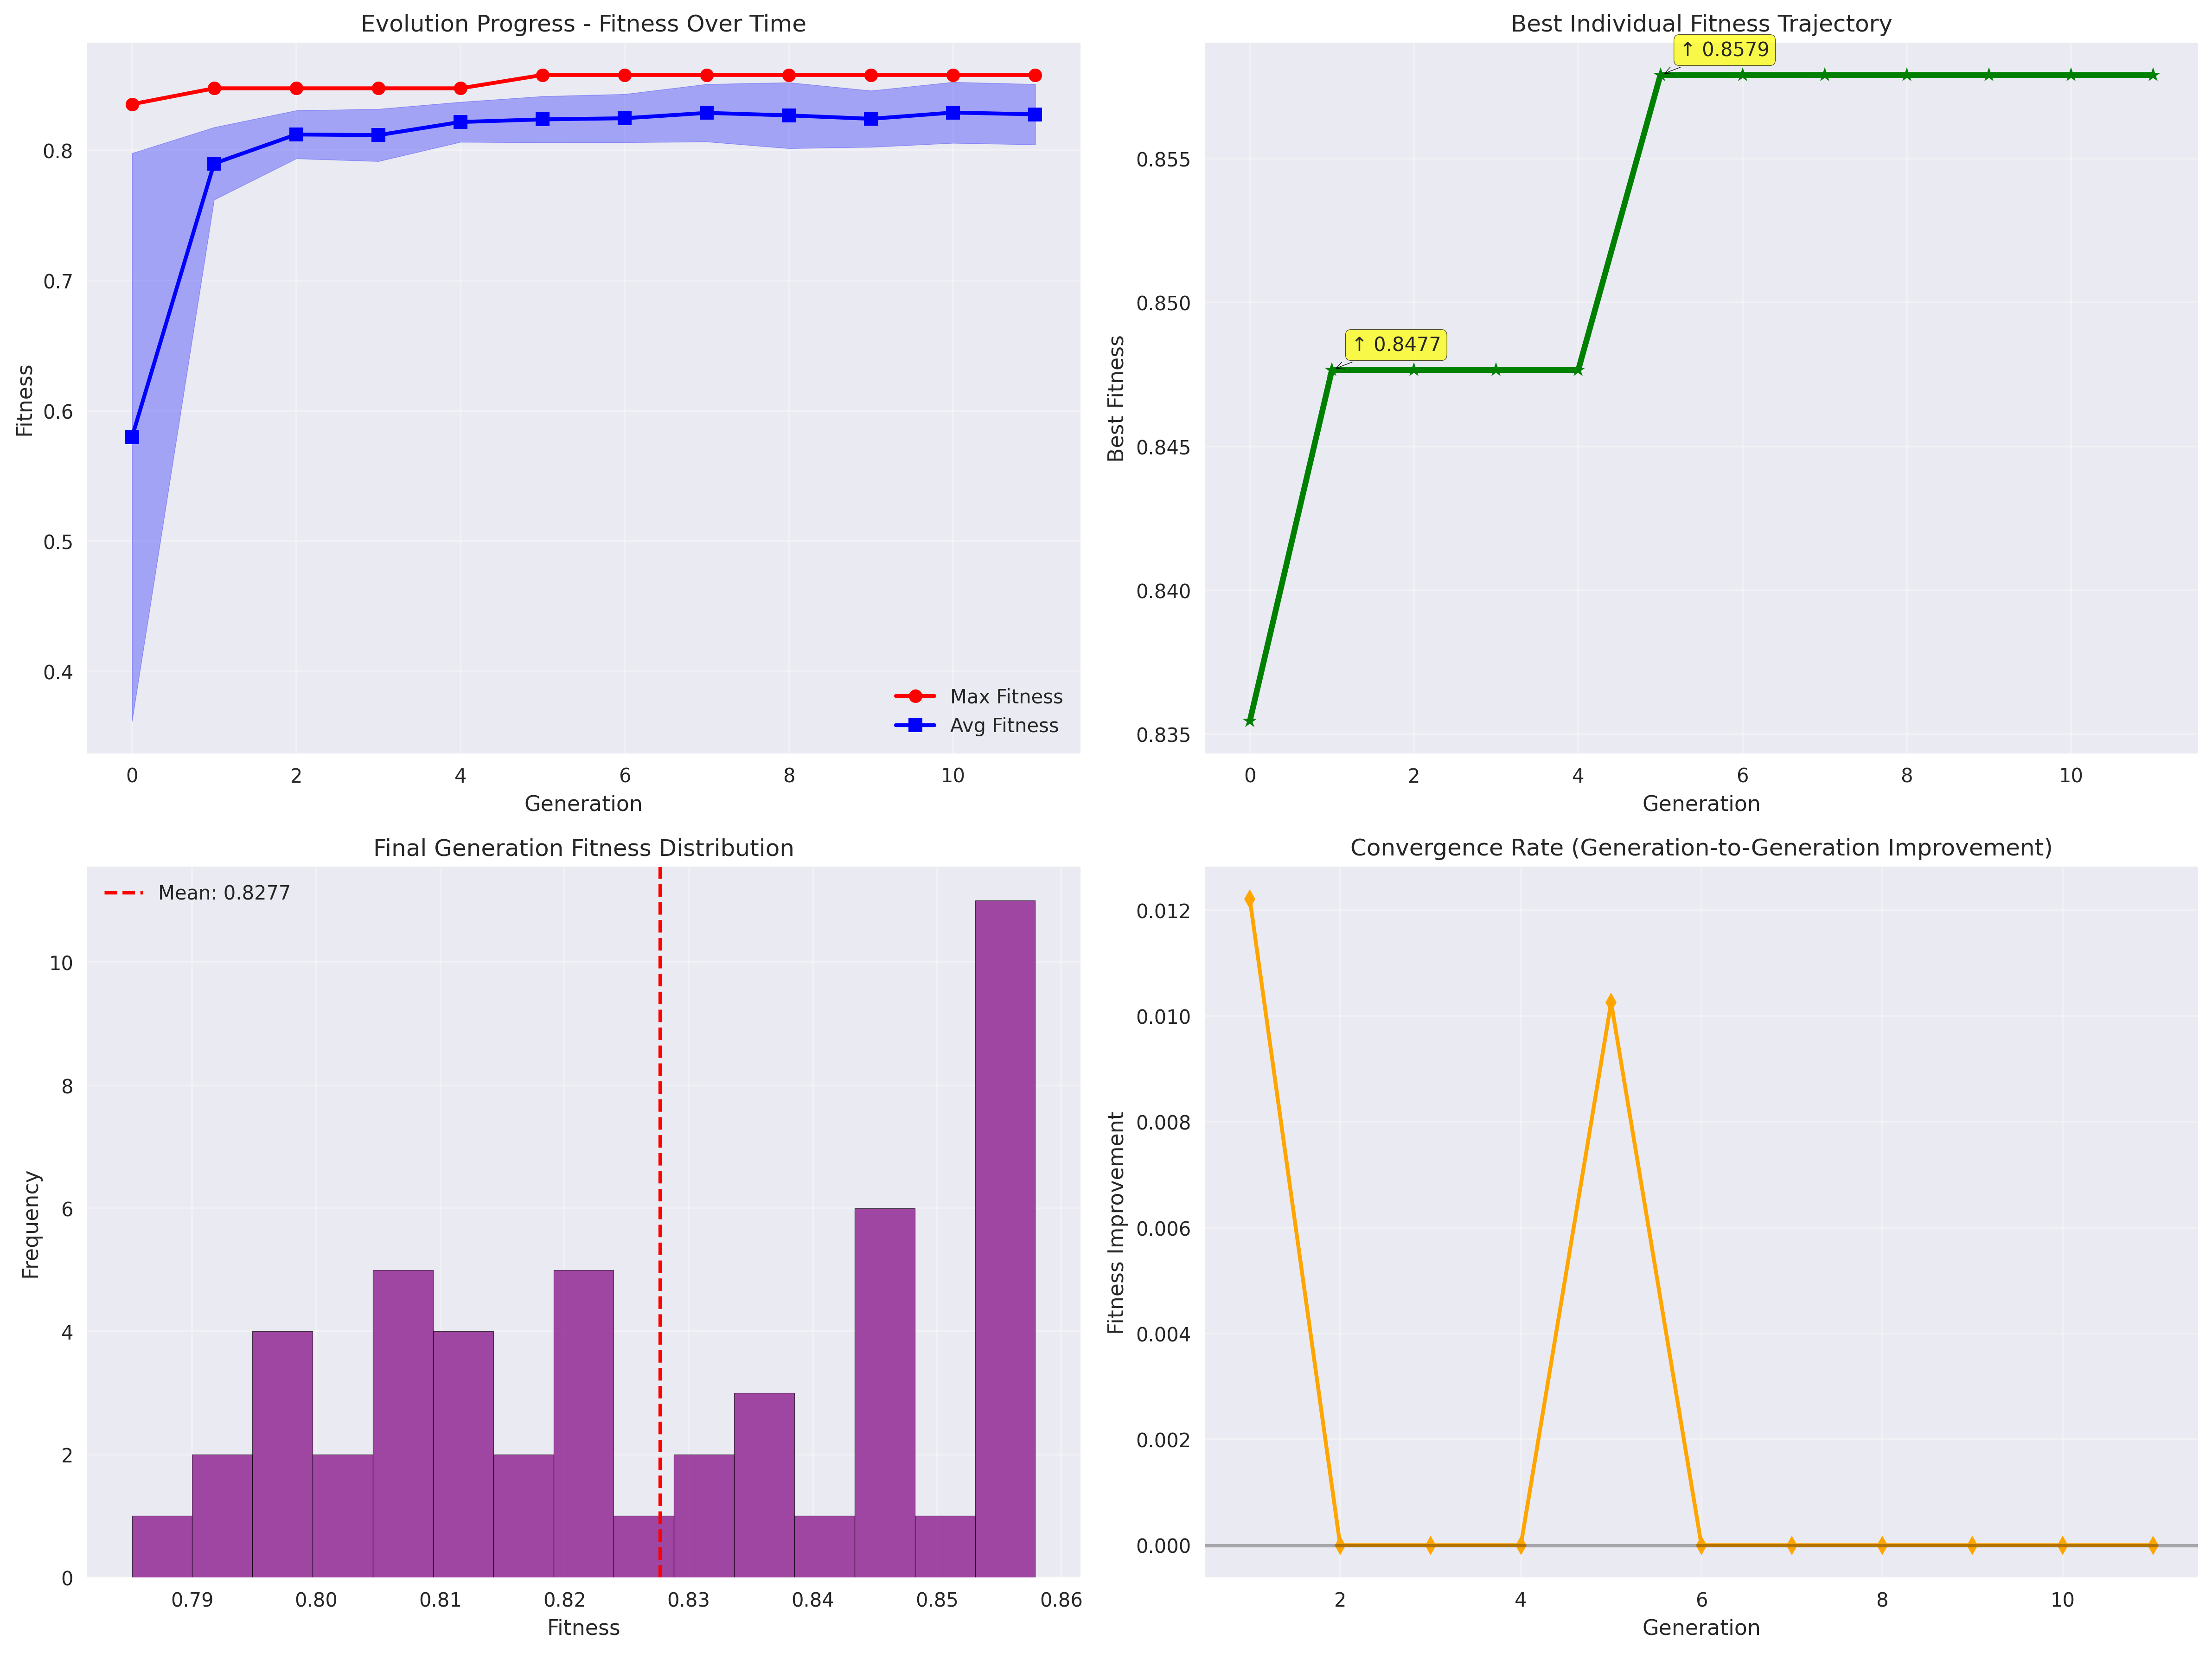 Evolution Progress - Fitness Over Time
Fitness
0.8
0.7
0.6
0.5
0.4
0 2 4 6 8 10
Generation
Max Fitness
Avg Fitness
Best Individual Fitness Trajectory
Best Fitness
0.855
0.850
0.845
0.840
0.835
↑ 0.8579
↑ 0.8477
0 2 4 6 8 10
Generation
Final Generation Fitness Distribution
Mean: 0.8277
Frequency
10
8
6
4
2
0
0.79 0.80 0.81 0.82 0.83 0.84 0.85 0.86
Fitness
Convergence Rate (Generation-to-Generation Improvement)
Fitness Improvement
0.012
0.010
0.008
0.006
0.004
0.002
0.000
2 4 6 8 10
Generation